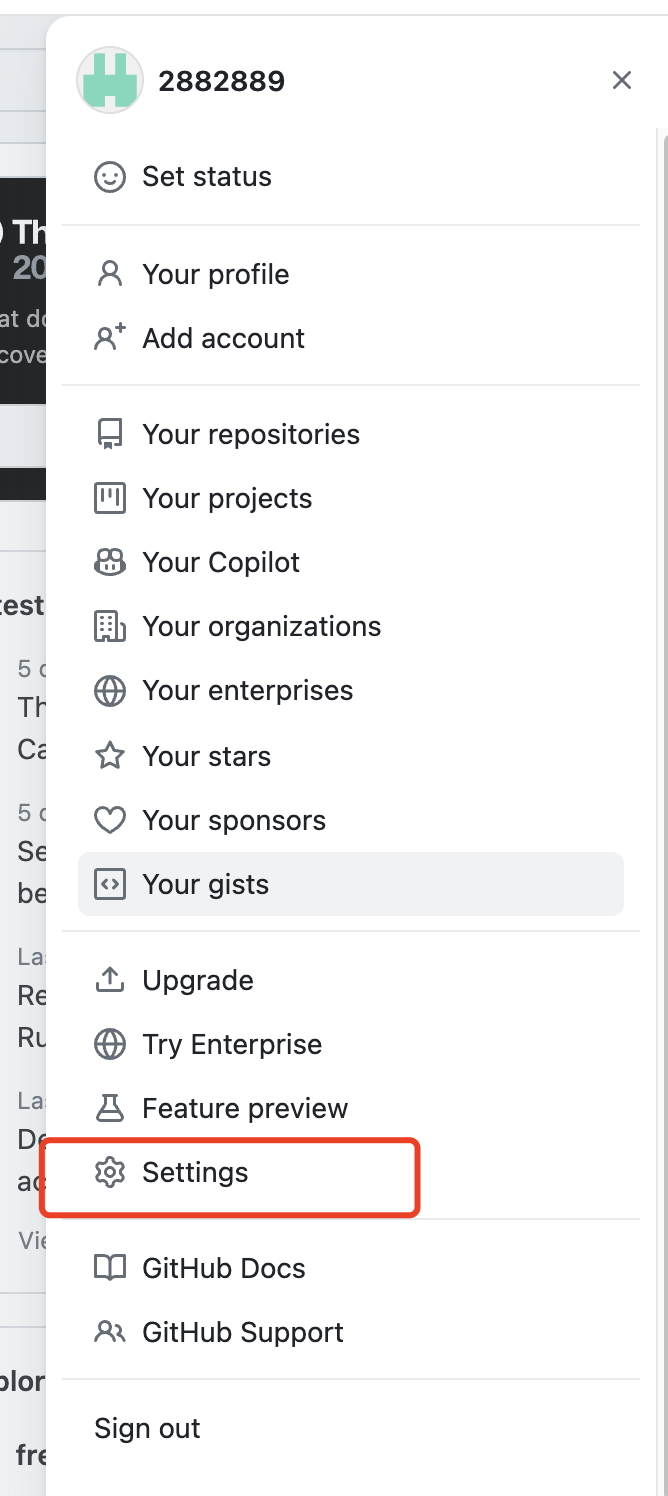 2882889
Set status
Your profile
Add account
Your repositories
Your projects
Your Copilot
Your organizations
Your enterprises
Your stars
Your sponsors
Your gists
Upgrade
Try Enterprise
Feature preview
Settings
GitHub Docs
GitHub Support
Sign out